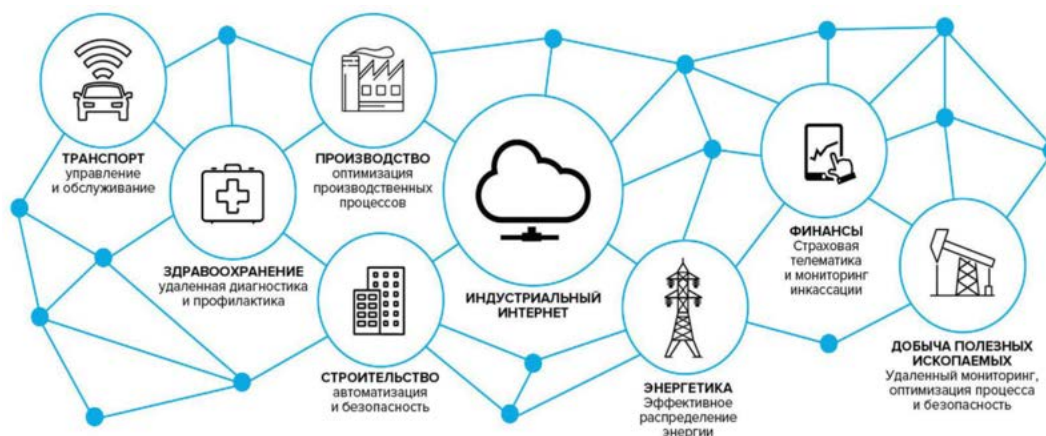 ТРАНСПОРТ
управление
и обслуживание
ПРОИЗВОДСТВО
оптимизация
производственных
процессов
ЗДРАВООХРАНЕНИЕ
удаленная диагностика
и профилактика
СТРОИТЕЛЬСТВО
автоматизация
и безопасность
ИНДУСТРИАЛЬНЫЙ
ИНТЕРНЕТ
ЭНЕРГЕТИКА
Эффективное
распределение
энергии
ФИНАНСЫ
Страховая
телематика
и мониторинг
инкассации
ДОБЫЧА ПОЛЕЗНЫХ
ИСКОПАЕМЫХ
Удаленный мониторинг,
оптимизация процесса
и безопасность